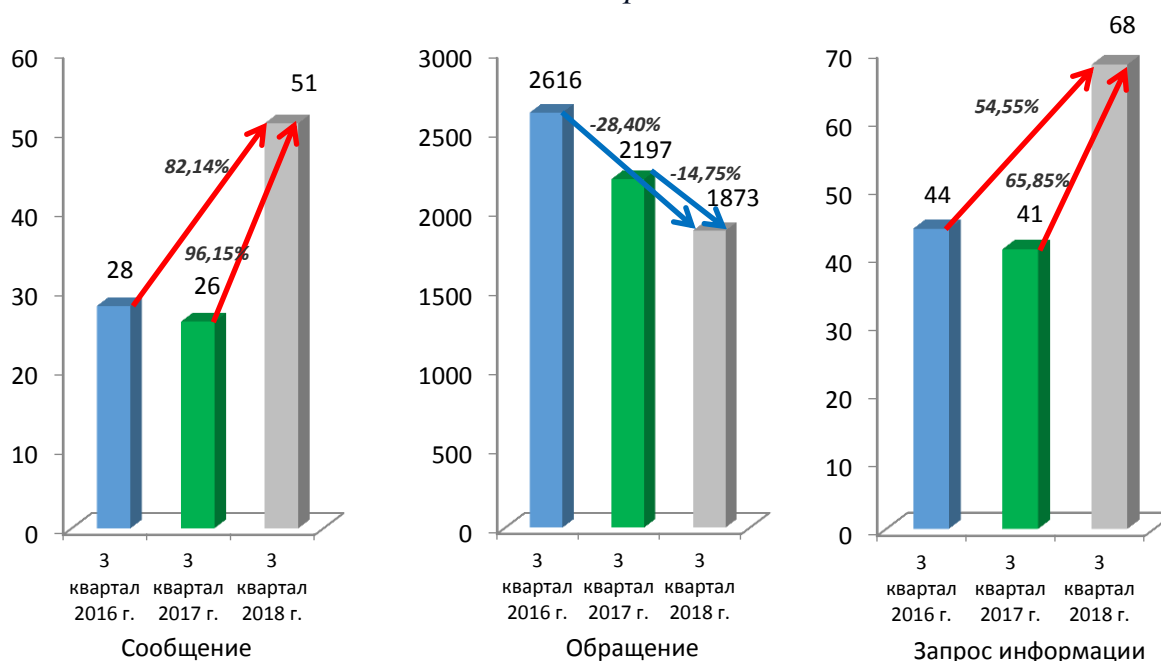 60
50
40
30
20
10
0
28
26
51
82,14%
96,15%
3
квартал
2016 г.
3
квартал
2017 г.
3
квартал
2018 г.
Сообщение
3000
2500
2000
1500
1000
500
0
2616
2197
1873
-28,40%
-14,75%
3
квартал
2016 г.
3
квартал
2017 г.
3
квартал
2018 г.
Обращение
70
60
50
40
30
20
10
0
44
41
68
54,55%
65,85%
3
квартал
2016 г.
3
квартал
2017 г.
3
квартал
2018 г.
Запрос информации